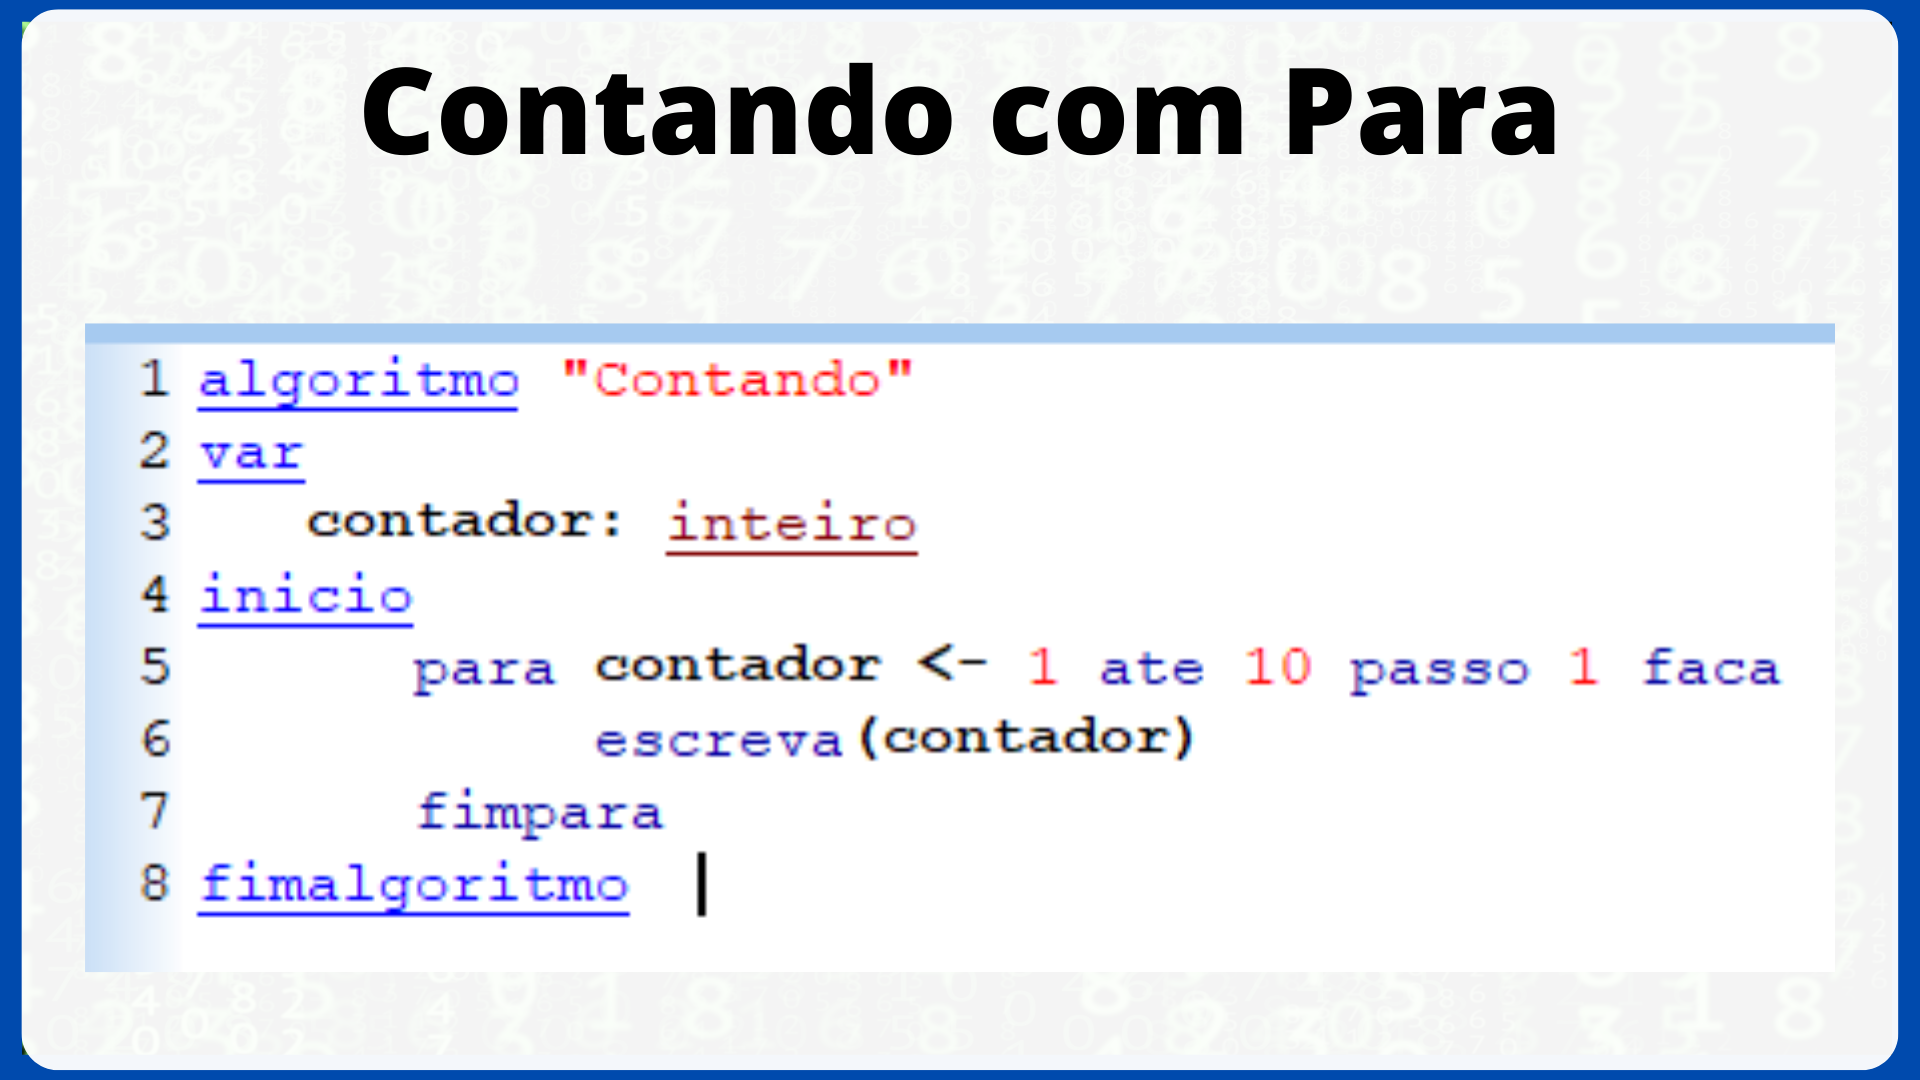 Contando com Para
1 algoritmo "Contando"
2 var
3 contador: inteiro
4 inicio
5 para contador <- 1 ate 10 passo 1 faca
6 escreva(contador)
7 fimpara
8 fimalgoritmo